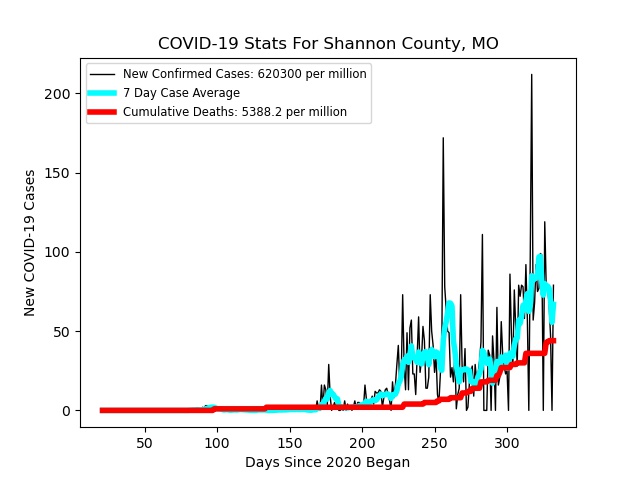 COVID-19 Stats For Shannon County, MO
New Confirmed Cases: 620300 per million
7 Day Case Average
Cumulative Deaths: 5388.2 per million
New COVID-19 Cases
200
150
100
50
0
50 100 150 200 250 300
Days Since 2020 Began